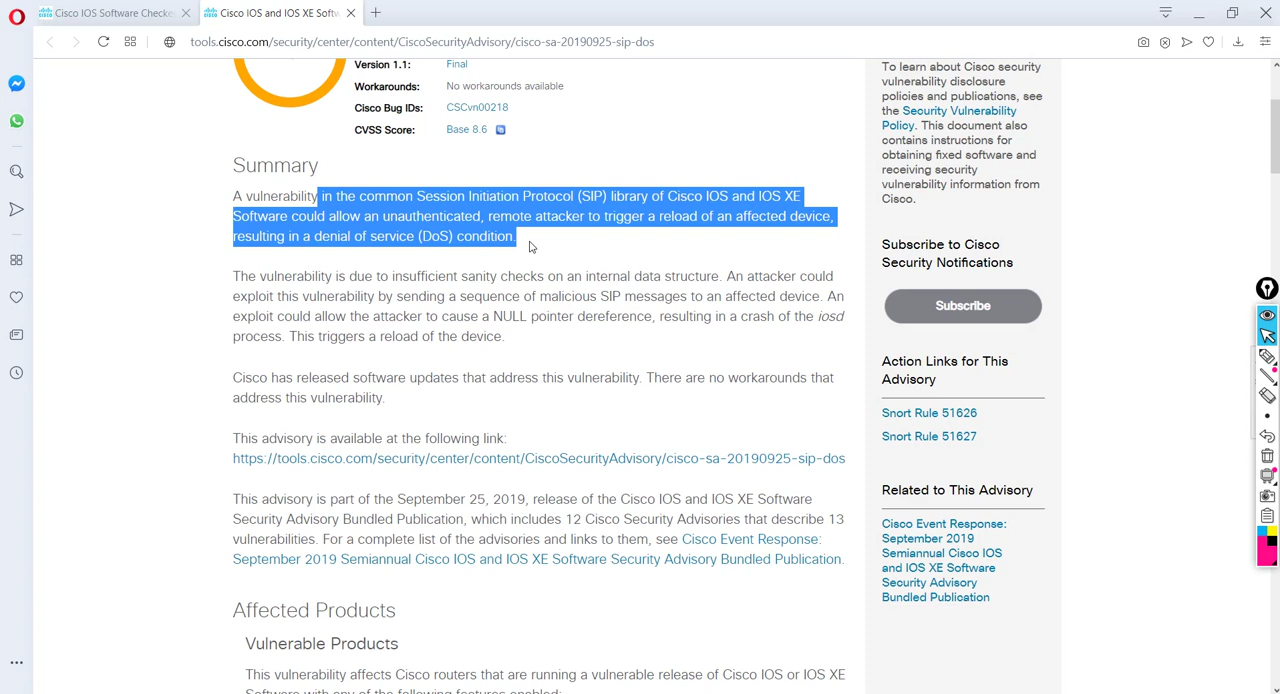 Cisco IOS Software Checke
Cisco IOS and IOS XE Softw
tools.cisco.com/security/center/content/CiscoSecurityAdvisory/cisco-sa-20190925-sip-dos
Version 1.1:
Final
Workarounds:
No workarounds available
Cisco Bug IDs:
CSCvn00218
CVSS Score:
Base 8.6
Summary
A vulnerability in the common Session Initiation Protocol (SIP) library of Cisco IOS and IOS XE
Software could allow an unauthenticated, remote attacker to trigger a reload of an affected device,
resulting in a denial of service (DoS) condition.
The vulnerability is due to insufficient sanity checks on an internal data structure. An attacker could
exploit this vulnerability by sending a sequence of malicious SIP messages to an affected device. An
exploit could allow the attacker to cause a NULL pointer dereference, resulting in a crash of the iosd
process. This triggers a reload of the device.
Cisco has released software updates that address this vulnerability. There are no workarounds that
address this vulnerability.
This advisory is available at the following link:
https://tools.cisco.com/security/center/content/CiscoSecurityAdvisory/cisco-sa-20190925-sip-dos
This advisory is part of the September 25, 2019, release of the Cisco IOS and IOS XE Software
Security Advisory Bundled Publication, which includes 12 Cisco Security Advisories that describe 13
vulnerabilities. For a complete list of the advisories and links to them, see Cisco Event Response:
September 2019 Semiannual Cisco IOS and IOS XE Software Security Advisory Bundled Publication.
Affected Products
Vulnerable Products
This vulnerability affects Cisco routers that are running a vulnerable release of Cisco IOS or IOS XE
Software with any of the following features enabled:
To learn about Cisco security
vulnerability disclosure
policies and publications, see
the Security Vulnerability
Policy. This document also
contains instructions for
obtaining fixed software and
receiving security
vulnerability information from
Cisco.
Subscribe to Cisco
Security Notifications
Subscribe
Action Links for This
Advisory
Snort Rule 51626
Snort Rule 51627
Related to This Advisory
Cisco Event Response:
September 2019
Semiannual Cisco IOS
and IOS XE Software
Security Advisory
Bundled Publication